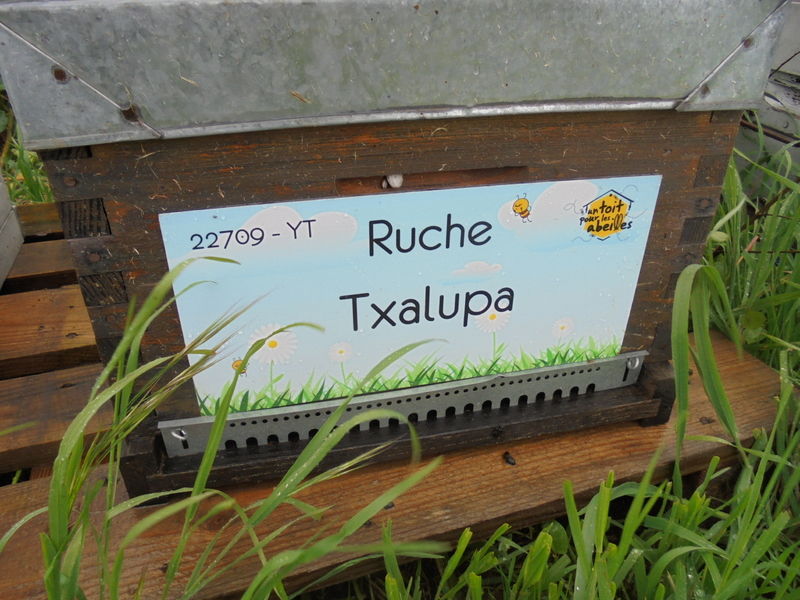 22709 - YT
Ruche
Txalupa
Un toit
pour les
abeilles